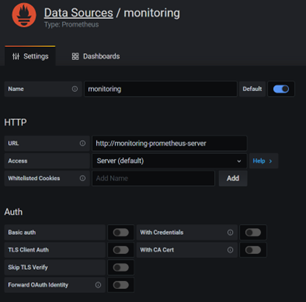 Data Sources / monitoring
Type: Prometheus
Settings Dashboards
Name monitoring Default
HTTP
URL http://monitoring-prometheus-server
Access Server (default) Help >
Whitelisted Cookies Add Name Add
Auth
Basic auth With Credentials
TLS Client Auth With CA Cert
Skip TLS Verify
Forward OAuth Identity